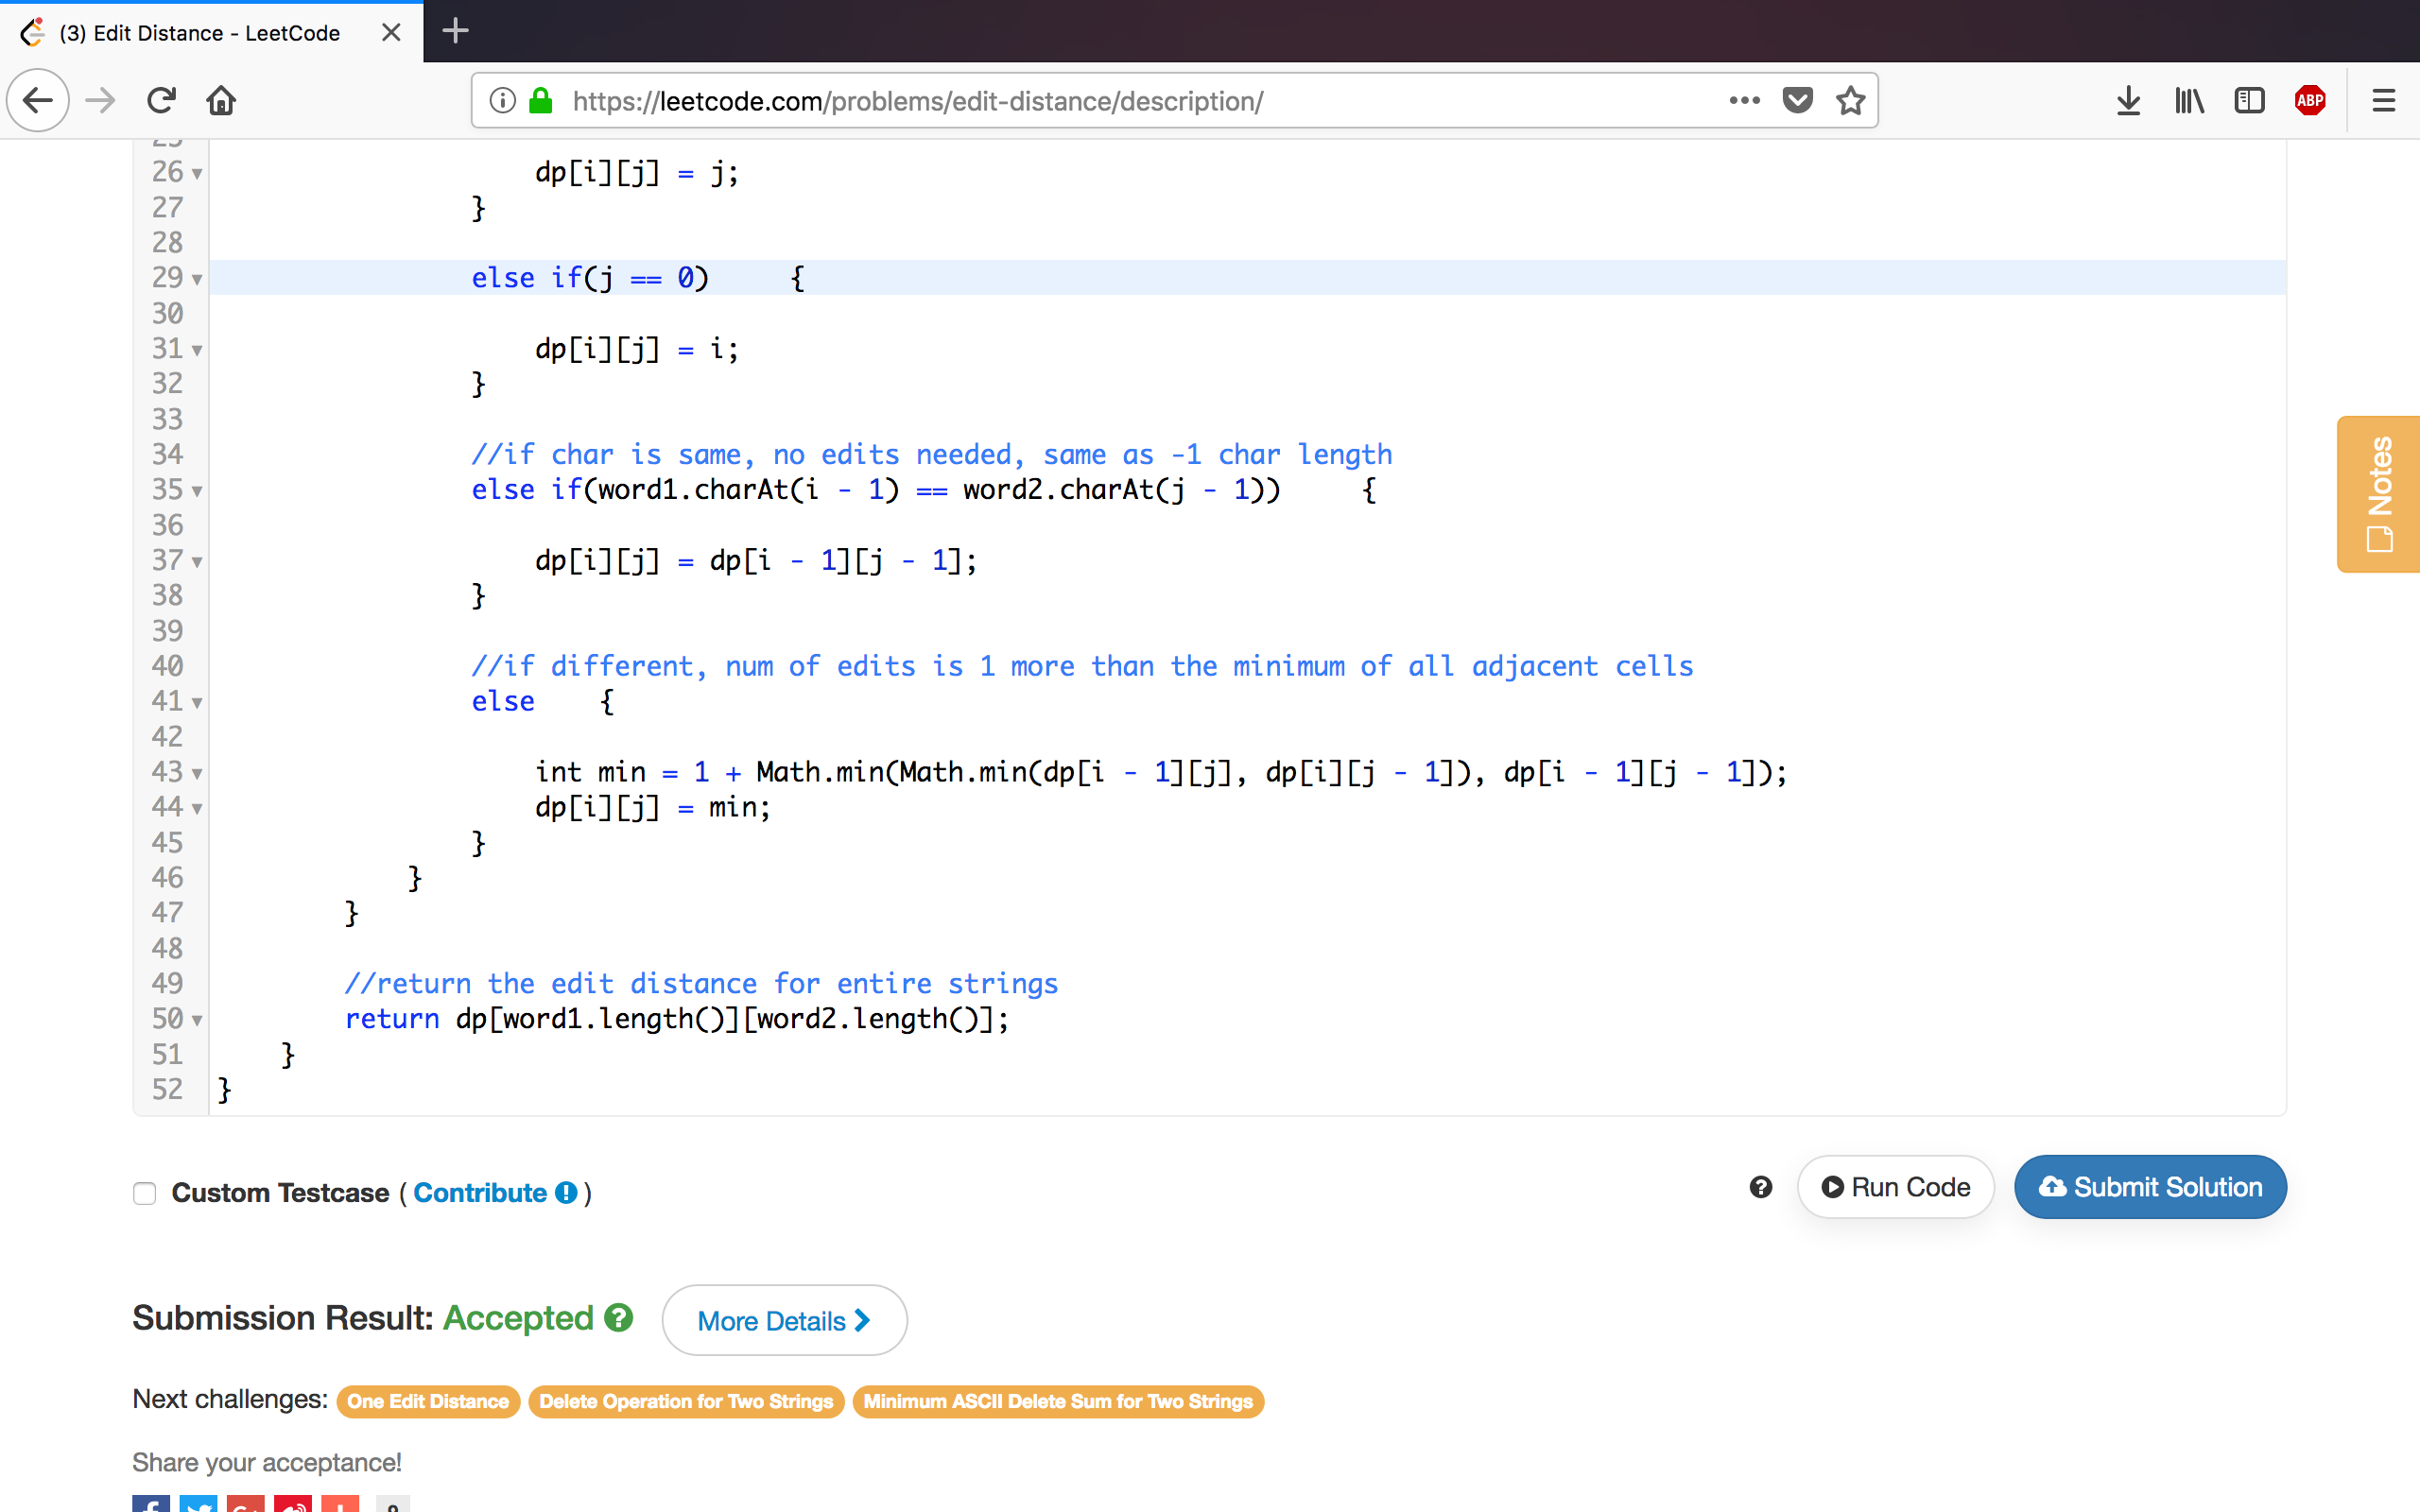 (3) Edit Distance - LeetCode
https://leetcode.com/problems/edit-distance/description/
ABP
25
26 dp[i][j] = j;
27 }
28
29 else if(j == 0) {
30
31 dp[i][j] = i;
32 }
33
34 //if char is same, no edits needed, same as -1 char length
35 else if(word1.charAt(i - 1) == word2.charAt(j - 1)) {
36
37 dp[i][j] = dp[i - 1][j - 1];
38 }
39
40 //if different, num of edits is 1 more than the minimum of all adjacent cells
41 else {
42
43 int min = 1 + Math.min(Math.min(dp[i - 1][j], dp[i][j - 1]), dp[i - 1][j - 1]);
44 dp[i][j] = min;
45 }
46 }
47 }
48
49 //return the edit distance for entire strings
50 return dp[word1.length()][word2.length()];
51 }
52 }
Notes
Custom Testcase ( Contribute )
Run Code
Submit Solution
Submission Result: Accepted
More Details
Next challenges: One Edit Distance Delete Operation for Two Strings Minimum ASCII Delete Sum for Two Strings
Share your acceptance!